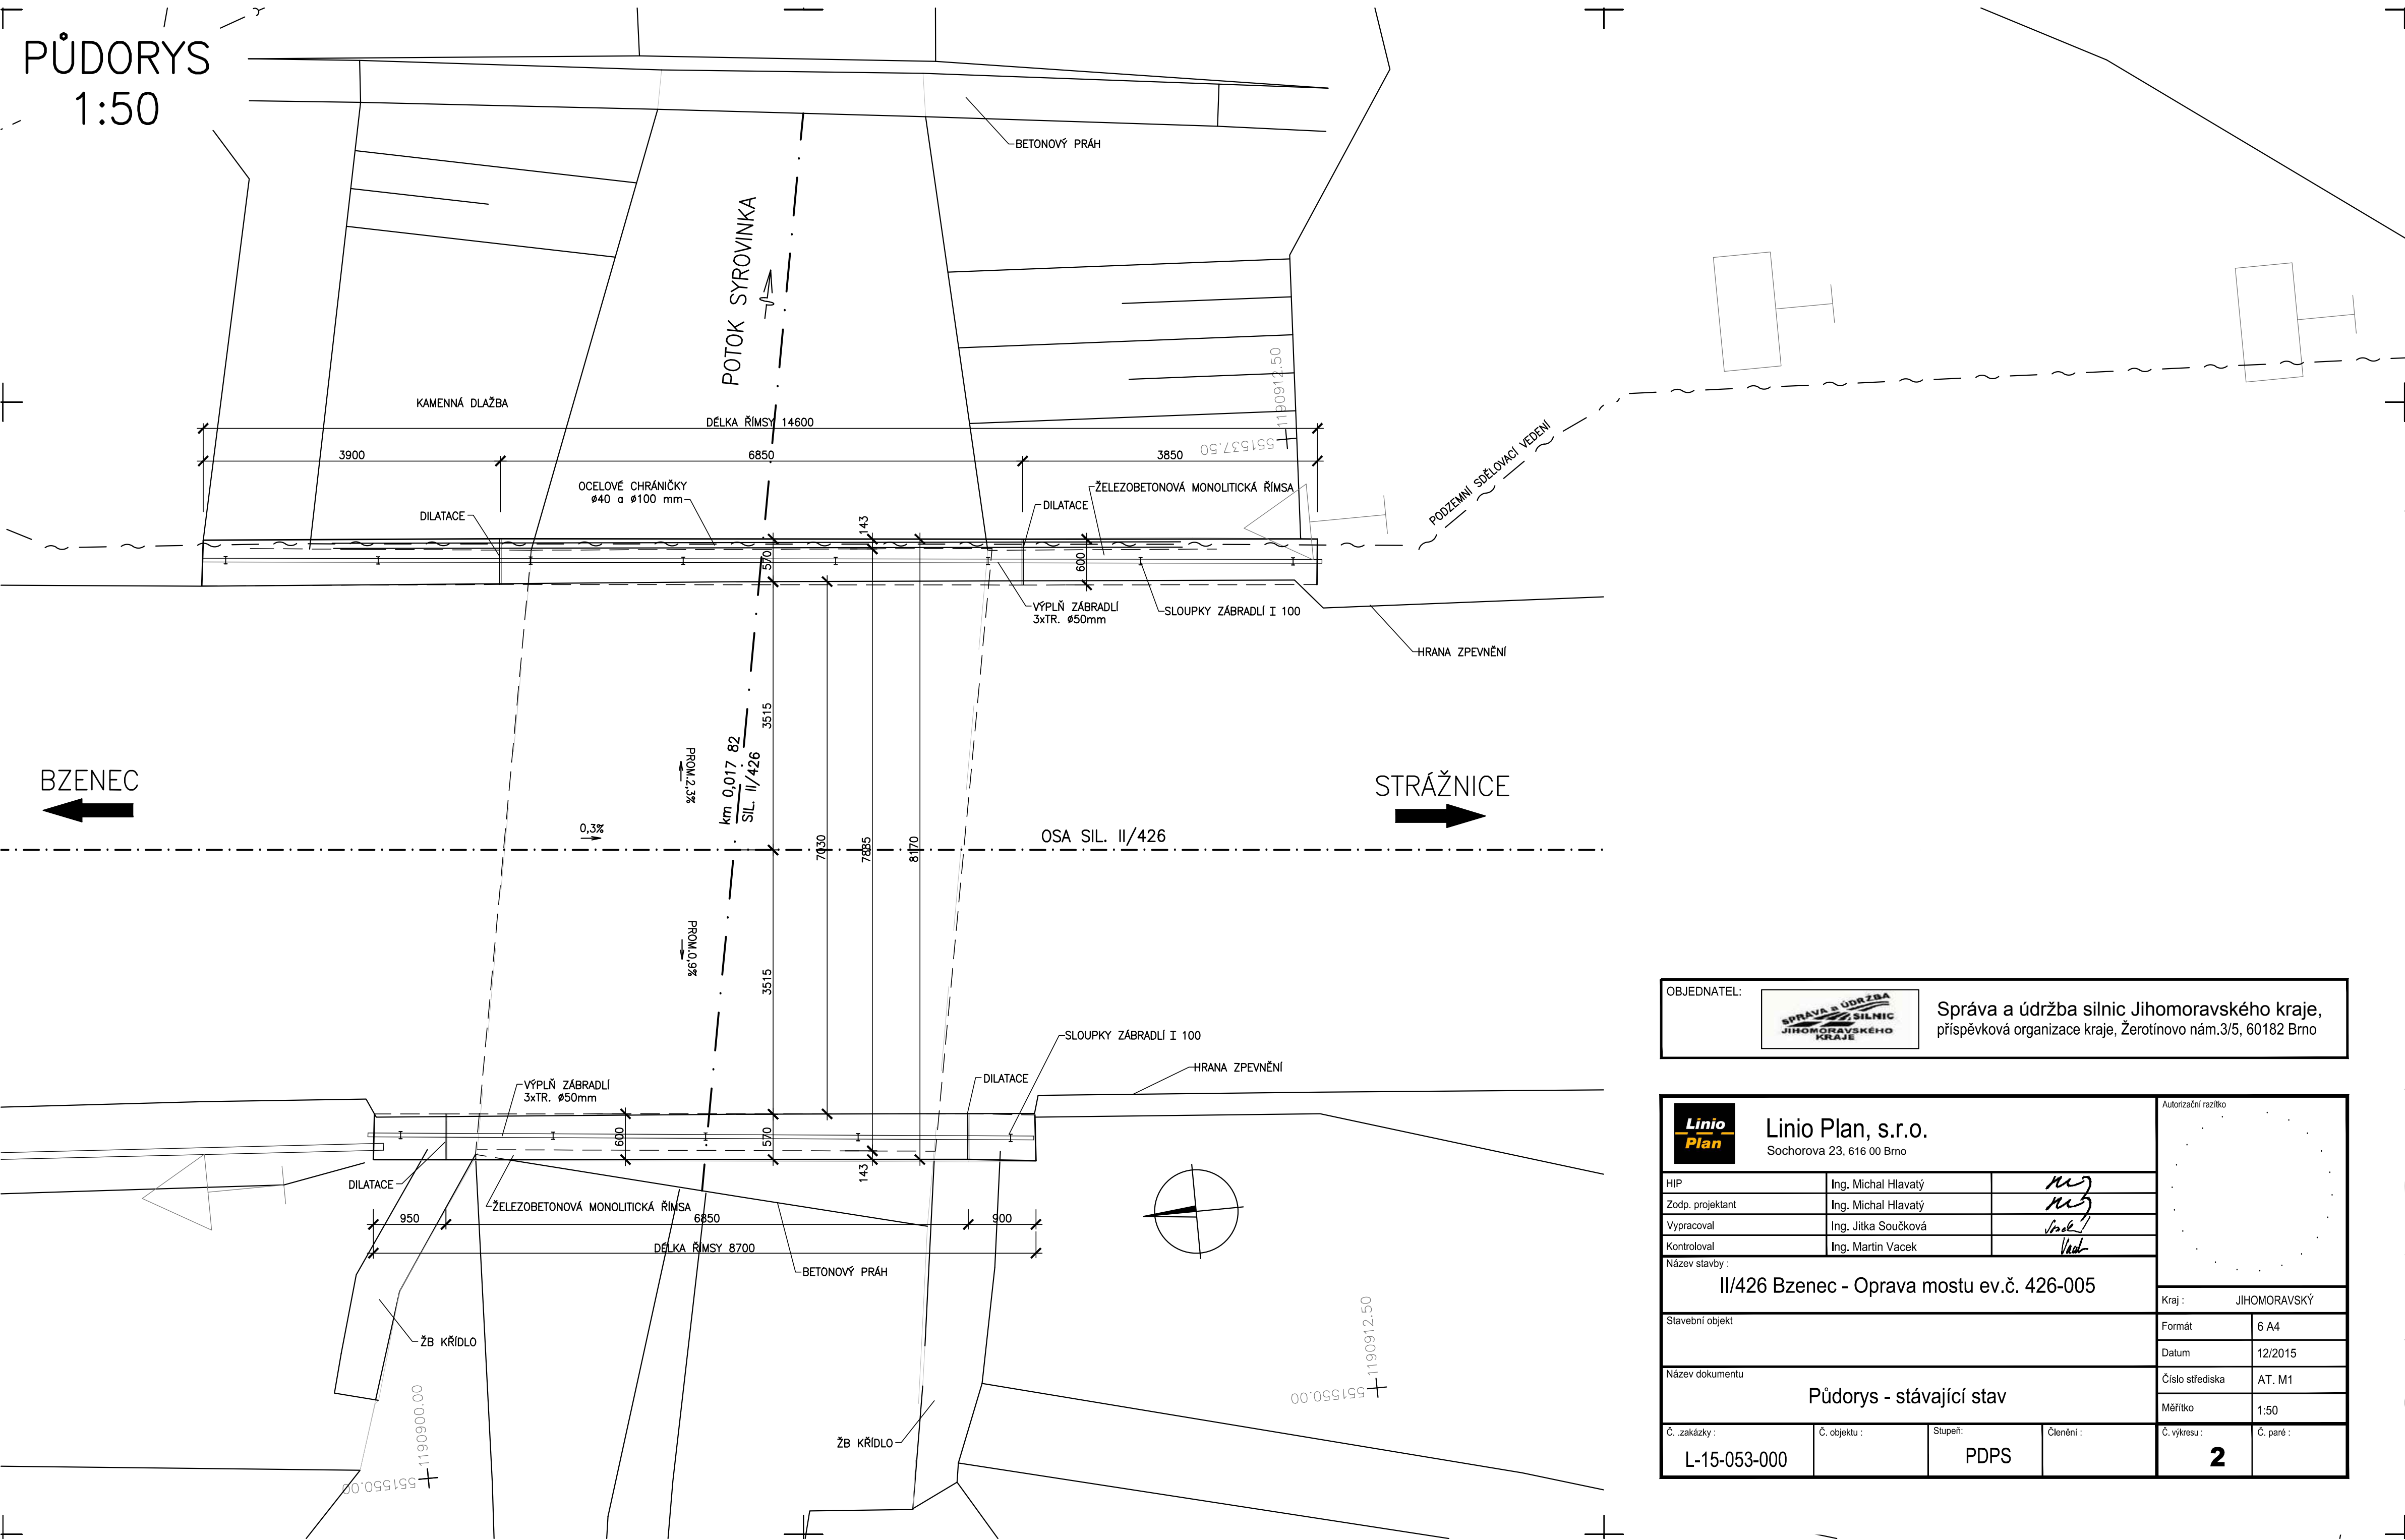 PŮDORYS
1:50
BETONOVÝ PRÁH
POTOK SYROVINKA
KAMENNÁ DLAŽBA
DÉLKA ŘÍMSY 14600
3900
6850
3850
1190912.50
551537.50
OCELOVÉ CHRÁNIČKY
ø40 a ø100 mm
ŽELEZOBETONOVÁ MONOLITICKÁ ŘÍMSA
DILATACE
DILATACE
PODZEMNÍ SDĚLOVACÍ VEDENÍ
143
570
600
VÝPLŇ ZÁBRADLÍ
3xTR. ø50mm
SLOUPKY ZÁBRADLÍ I 100
HRANA ZPEVNĚNÍ
3515
PROM.2,3%
km 0,017 82
SIL. II/426
BZENEC
STRÁŽNICE
0,3%
7030
7885
8170
OSA SIL. II/426
PROM.0,9%
3515
SLOUPKY ZÁBRADLÍ I 100
HRANA ZPEVNĚNÍ
DILATACE
VÝPLŇ ZÁBRADLÍ
3xTR. ø50mm
600
570
143
DILATACE
ŽELEZOBETONOVÁ MONOLITICKÁ ŘÍMSA
950
6850
900
DÉLKA ŘÍMSY 8700
BETONOVÝ PRÁH
ŽB KŘÍDLO
1190912.50
551550.00
ŽB KŘÍDLO
1190900.00
551550.00
OBJEDNATEL:
SPRÁVA a ÚDRŽBA
SILNIC
JIHOMORAVSKÉHO
KRAJE
Správa a údržba silnic Jihomoravského kraje,
příspěvková organizace kraje, Žerotínovo nám.3/5, 60182 Brno
Linio
Plan
Linio Plan, s.r.o.
Sochorova 23, 616 00 Brno
Autorizační razítko
HIP Ing. Michal Hlavatý
Zodp. projektant Ing. Michal Hlavatý
Vypracoval Ing. Jitka Součková
Kontroloval Ing. Martin Vacek
Název stavby :
II/426 Bzenec - Oprava mostu ev.č. 426-005
Kraj : JIHOMORAVSKÝ
Stavební objekt
Formát 6 A4
Datum 12/2015
Název dokumentu
Půdorys - stávající stav
Číslo střediska AT. M1
Měřítko 1:50
Č. .zakázky : Č. objektu : Stupeň: Členění : Č. výkresu : Č. paré :
L-15-053-000 PDPS 2